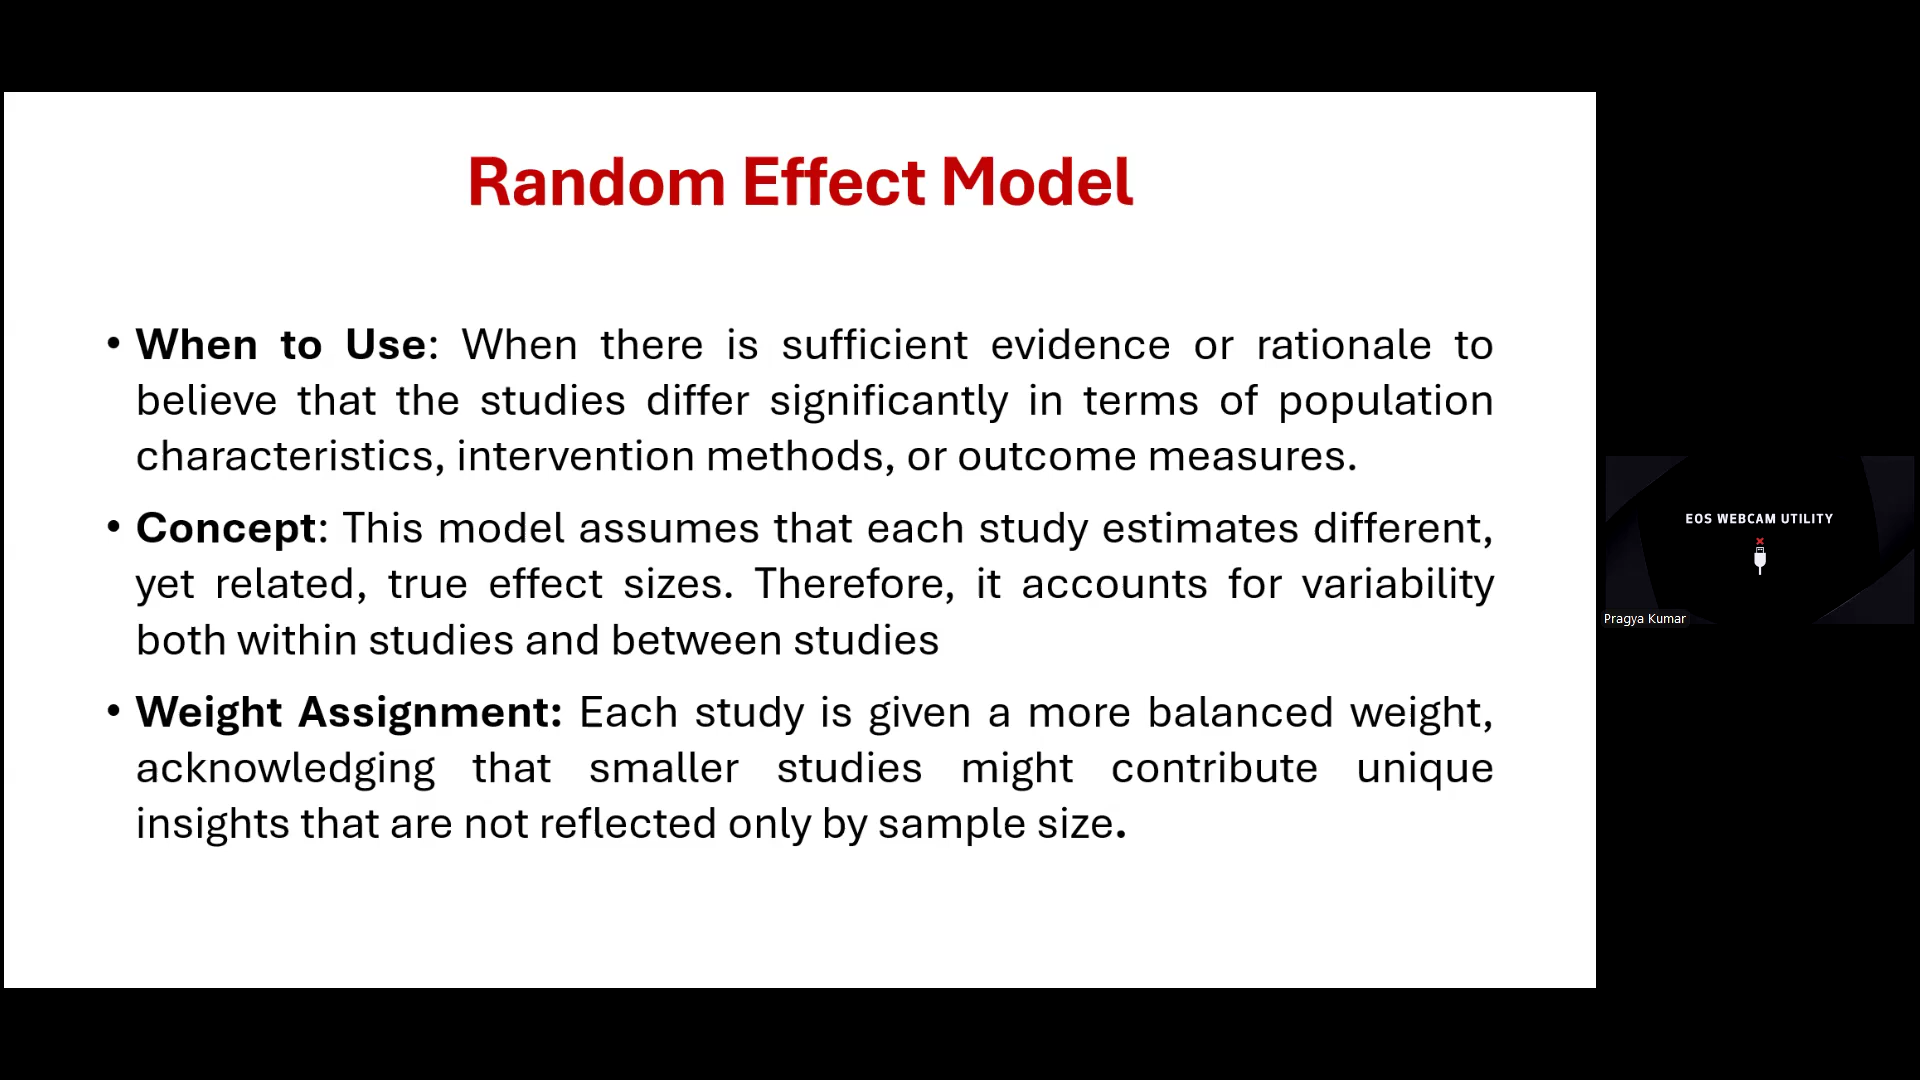 Random Effect Model
• When to Use: When there is sufficient evidence or rationale to
believe that the studies differ significantly in terms of population
characteristics, intervention methods, or outcome measures.
• Concept: This model assumes that each study estimates different,
yet related, true effect sizes. Therefore, it accounts for variability
both within studies and between studies
• Weight Assignment: Each study is given a more balanced weight,
acknowledging that smaller studies might contribute unique
insights that are not reflected only by sample size.
EOS WEBCAM UTILITY
Pragya Kumar